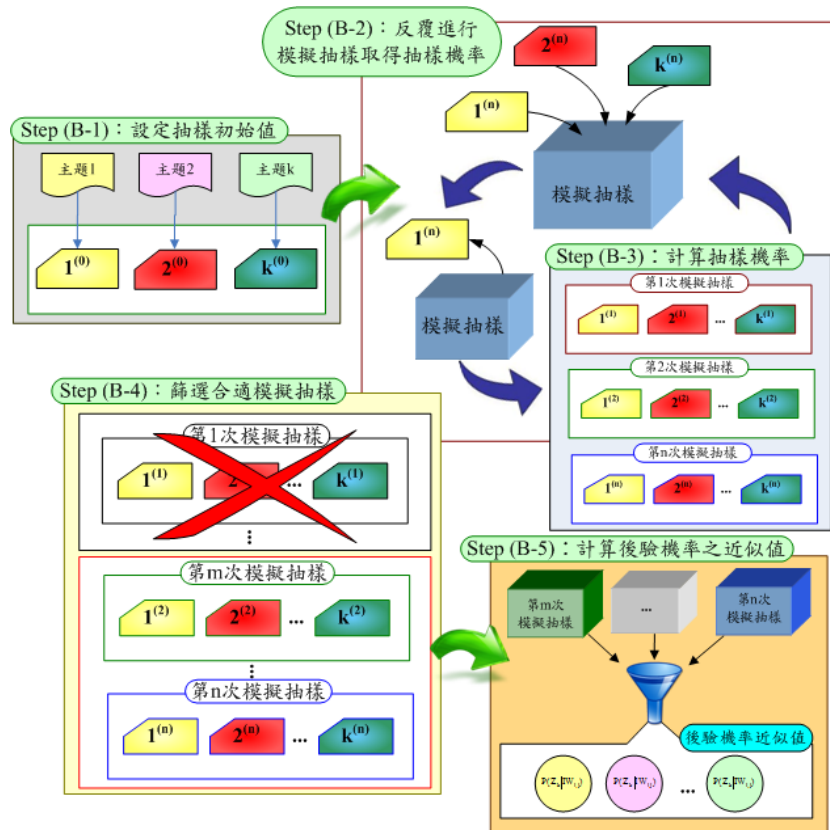 Step (B-2)：反覆進行
模擬抽樣取得抽樣機率
2(n)
k(n)
1(n)
模擬抽樣
Step (B-1)：設定抽樣初始值
主題1 主題2 主題k
1(0) 2(0) k(0)
1(n)
模擬抽樣
Step (B-3)：計算抽樣機率
第1次模擬抽樣
1(1) 2(1) ... k(1)
第2次模擬抽樣
1(2) 2(2) ... k(2)
第n次模擬抽樣
1(n) 2(n) ... k(n)
Step (B-4)：篩選合適模擬抽樣
第1次模擬抽樣
1(1) 2 ... k(1)
⋮
第m次模擬抽樣
1(2) 2(2) ... k(2)
⋮
第n次模擬抽樣
1(n) 2(n) ... k(n)
Step (B-5)：計算後驗機率之近似值
第m次
模擬抽樣
...
第n次
模擬抽樣
後驗機率近似值
...